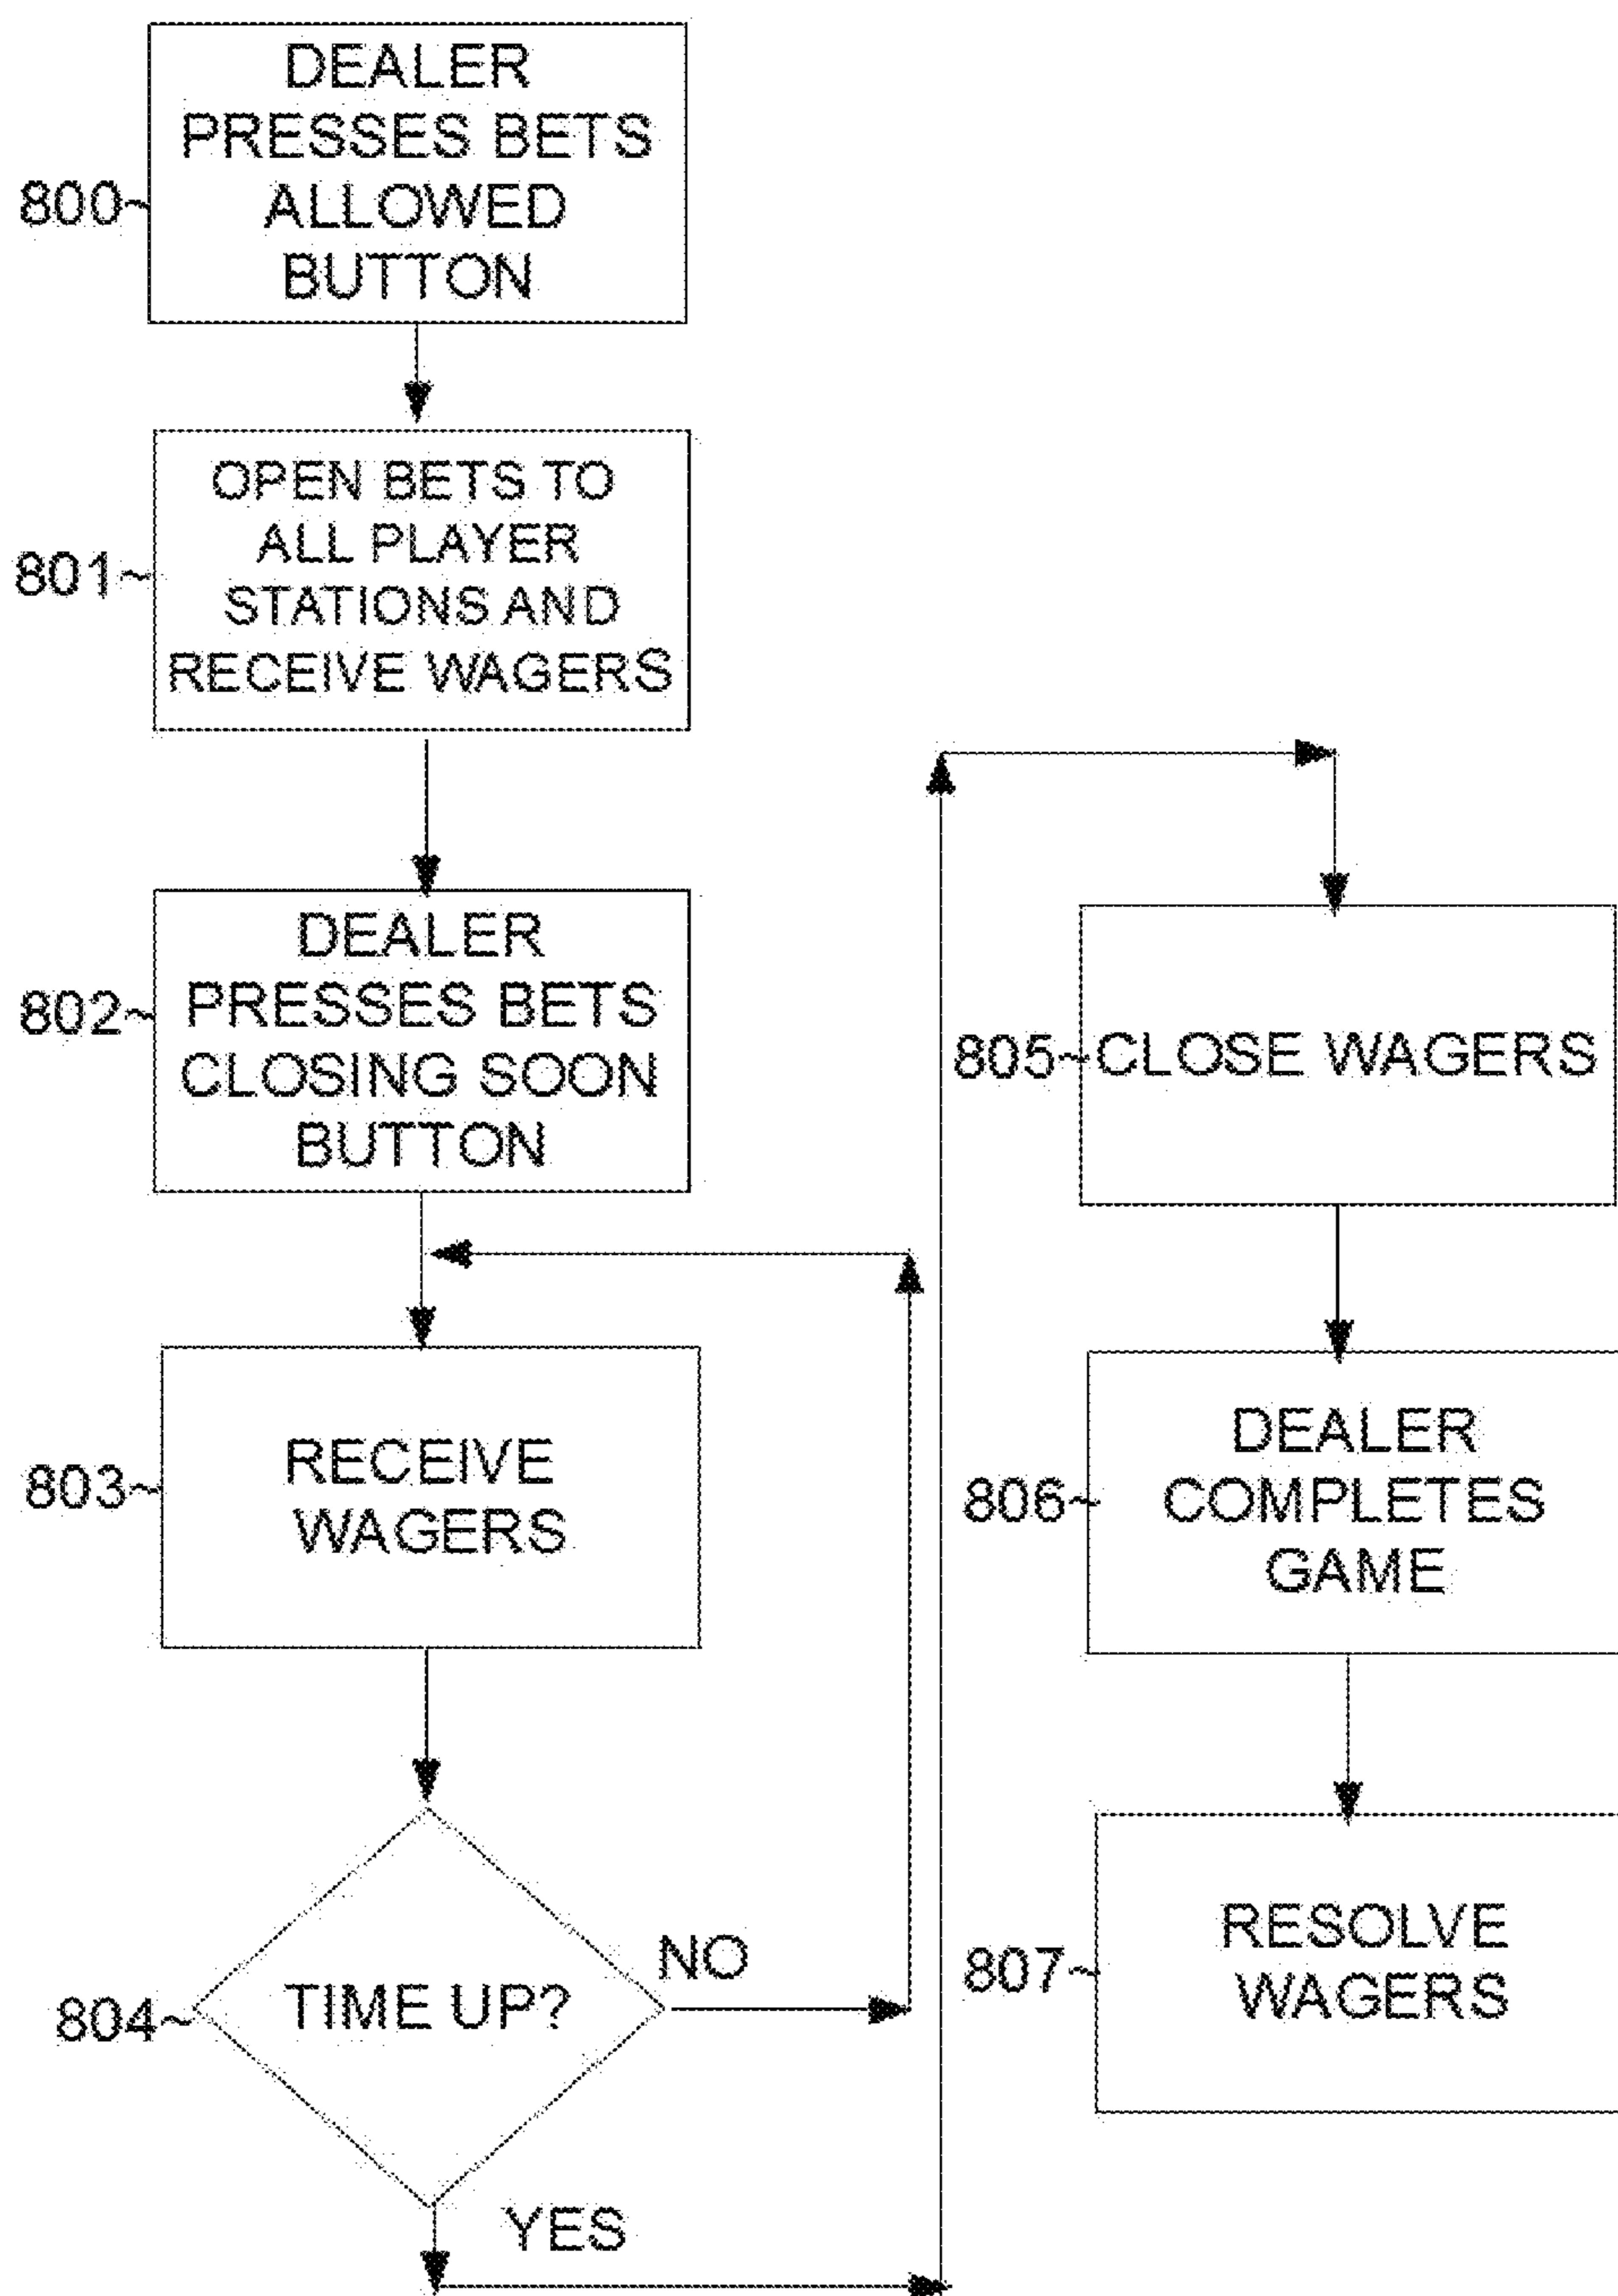 DEALER
PRESSES BETS
ALLOWED
BUTTON
800
OPEN BETS TO
ALL PLAYER
STATIONS AND
RECEIVE WAGERS
801
DEALER
PRESSES BETS
CLOSING SOON
BUTTON
802
RECEIVE
WAGERS
803
TIME UP?
804
NO
YES
805
CLOSE WAGERS
DEALER
COMPLETES
GAME
806
RESOLVE
WAGERS
807